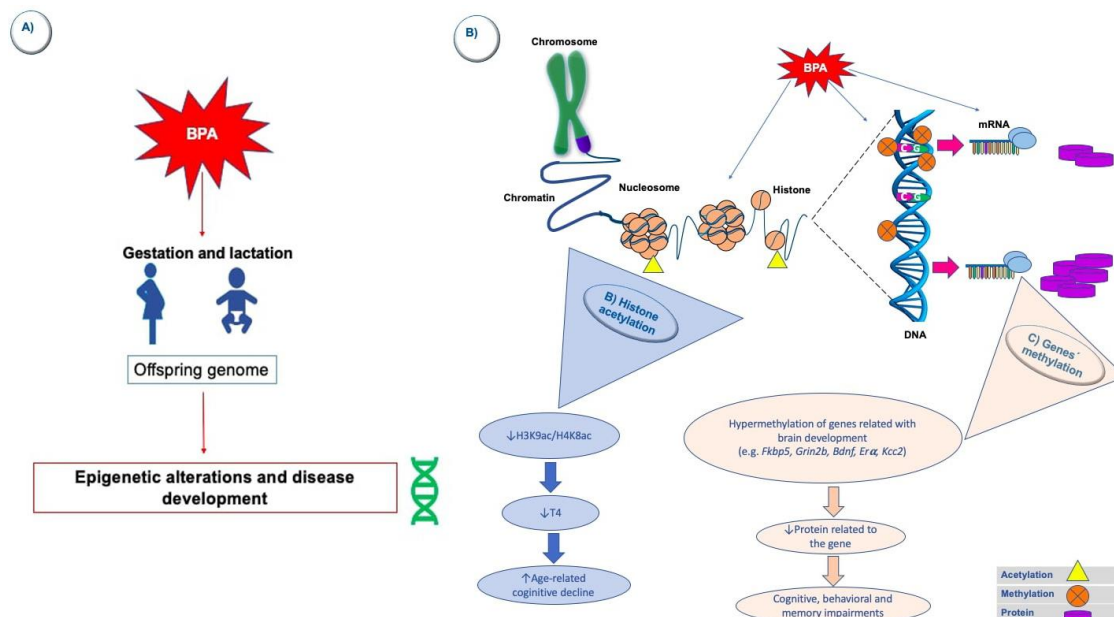 A)
BPA
Gestation and lactation
Offspring genome
Epigenetic alterations and disease
development
B)
Chromosome
BPA
mRNA
C G
Nucleosome
Histone
Chromatin
C G
DNA
B) Histone
acetylation
C) Genes´
methylation
↓H3K9ac/H4K8ac
↓T4
↑Age-related
coginitive decline
Hypermethylation of genes related with
brain development
(e.g. Fkbp5, Grin2b, Bdnf, Erα, Kcc2)
↓Protein related to
the gene
Cognitive, behavioral and
memory impairments
Acetylation
Methylation
Protein